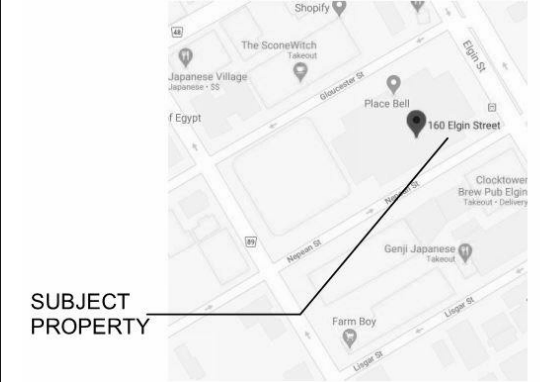 Shopify
48
The SconeWitch
Takeout
Elgin St
Japanese Village
Japanese • $$
Gloucester St
Place Bell
f Egypt
160 Elgin Street
Clocktower
Brew Pub Elgin
Takeout • Delivery
Nepean St
89
Nepean St
Genji Japanese
Takeout
SUBJECT
PROPERTY
Lisgar St
Farm Boy
Lisgar St